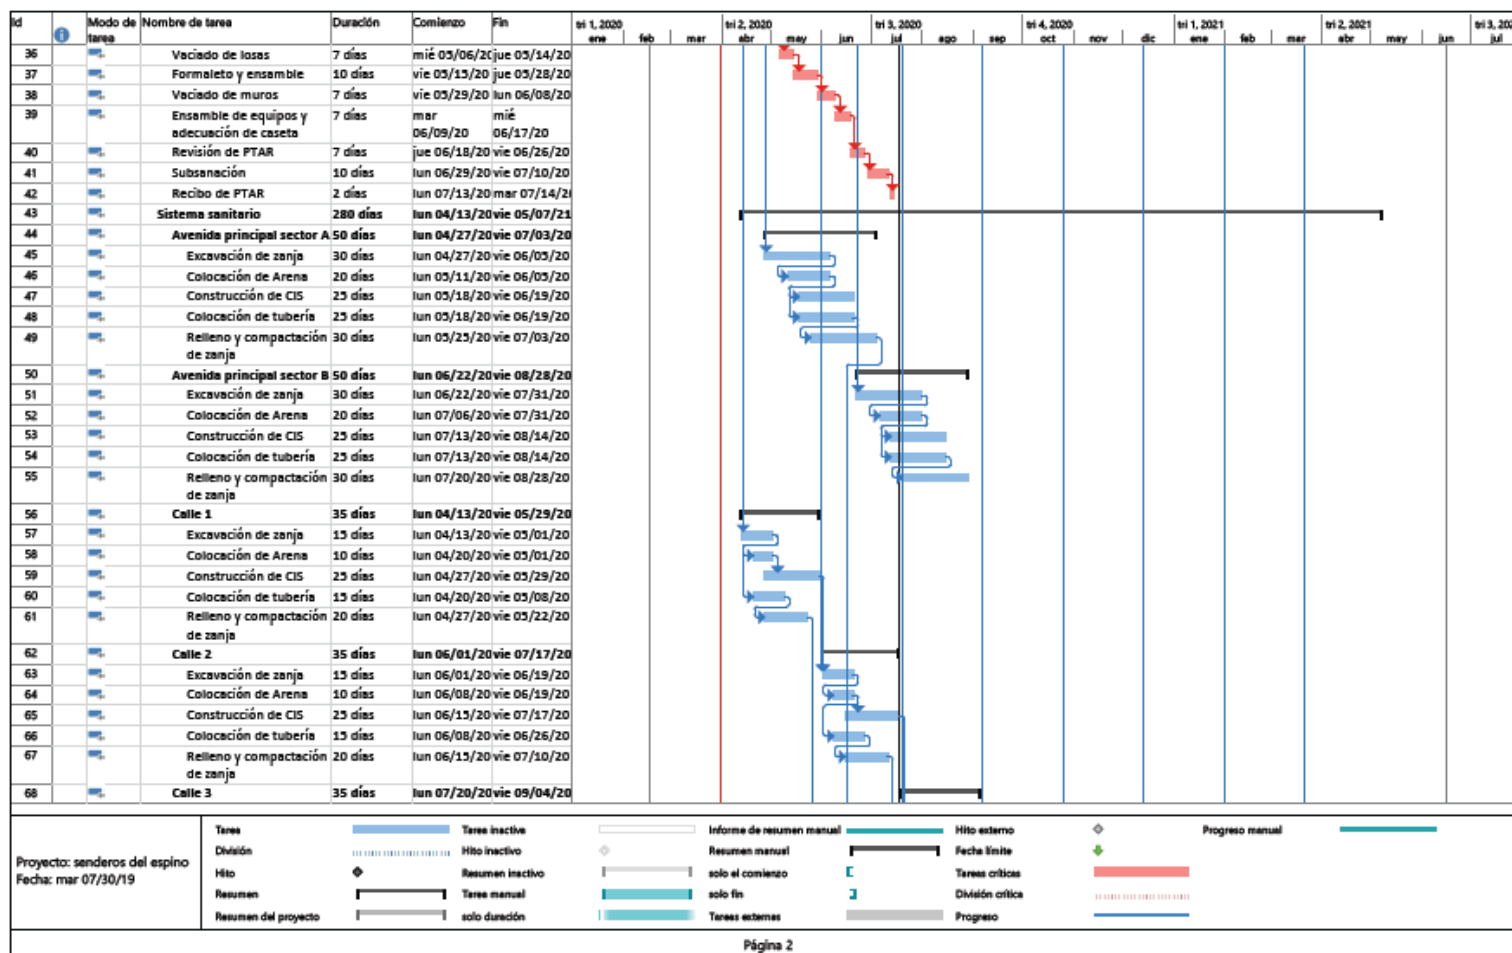 Id Modo de tarea Nombre de tarea Duración Comienzo Fin
tri 1, 2020 tri 2, 2020 tri 3, 2020 tri 4, 2020 tri 1, 2021 tri 2, 2021 tri 3, 202
ene feb mar abr may jun jul ago sep oct nov dic ene feb mar abr may jun jul
36 Vaciado de losas 7 días mié 05/06/20 jue 05/14/20
37 Formaleto y ensamble 10 días vie 05/15/20 jue 05/28/20
38 Vaciado de muros 7 días vie 05/29/20 lun 06/08/20
39 Ensamble de equipos y adecuación de caseta 7 días mar 06/09/20 mié 06/17/20
40 Revisión de PTAR 7 días jue 06/18/20 vie 06/26/20
41 Subsanación 10 días lun 06/29/20 vie 07/10/20
42 Recibo de PTAR 2 días lun 07/13/20 mar 07/14/2
43 Sistema sanitario 280 días lun 04/13/20 vie 05/07/21
44 Avenida principal sector A 50 días lun 04/27/20 vie 07/03/20
45 Excavación de zanja 30 días lun 04/27/20 vie 06/05/20
46 Colocación de Arena 20 días lun 05/11/20 vie 06/05/20
47 Construcción de CIS 25 días lun 05/18/20 vie 06/19/20
48 Colocación de tubería 25 días lun 05/18/20 vie 06/19/20
49 Relleno y compactación de zanja 30 días lun 05/25/20 vie 07/03/20
50 Avenida principal sector B 50 días lun 06/22/20 vie 08/28/20
51 Excavación de zanja 30 días lun 06/22/20 vie 07/31/20
52 Colocación de Arena 20 días lun 07/06/20 vie 07/31/20
53 Construcción de CIS 25 días lun 07/13/20 vie 08/14/20
54 Colocación de tubería 25 días lun 07/13/20 vie 08/14/20
55 Relleno y compactación de zanja 30 días lun 07/20/20 vie 08/28/20
56 Calle 1 35 días lun 04/13/20 vie 05/29/20
57 Excavación de zanja 15 días lun 04/13/20 vie 05/01/20
58 Colocación de Arena 10 días lun 04/20/20 vie 05/01/20
59 Construcción de CIS 25 días lun 04/27/20 vie 05/29/20
60 Colocación de tubería 15 días lun 04/20/20 vie 05/08/20
61 Relleno y compactación de zanja 20 días lun 04/27/20 vie 05/22/20
62 Calle 2 35 días lun 06/01/20 vie 07/17/20
63 Excavación de zanja 15 días lun 06/01/20 vie 06/19/20
64 Colocación de Arena 10 días lun 06/08/20 vie 06/19/20
65 Construcción de CIS 25 días lun 06/15/20 vie 07/17/20
66 Colocación de tubería 15 días lun 06/08/20 vie 06/26/20
67 Relleno y compactación de zanja 20 días lun 06/15/20 vie 07/10/20
68 Calle 3 35 días lun 07/20/20 vie 09/04/20
Proyecto: senderos del espino
Fecha: mar 07/30/19
Tarea Tarea inactiva Informe de resumen manual Hito externo Progreso manual
División Hito inactivo Resumen manual Fecha límite
Hito Resumen inactivo solo el comienzo Tareas críticas
Resumen Tarea manual solo fin División crítica
Resumen del proyecto solo duración Tareas externas Progreso
Página 2